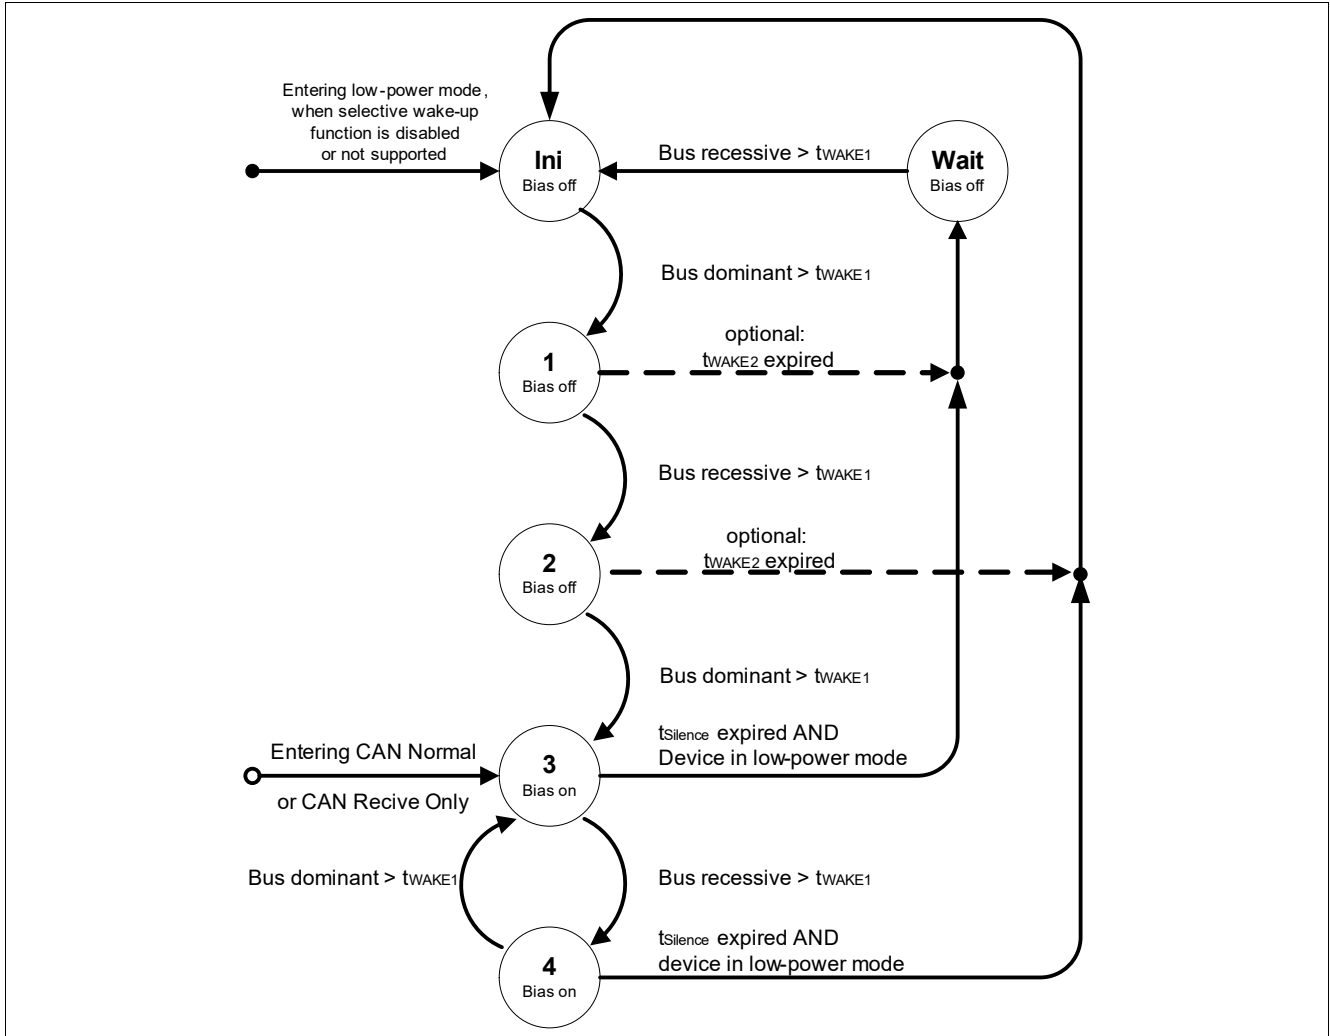 Entering low-power mode,
when selective wake-up
function is disabled
or not supported
Ini
Bias off
Bus recessive > tWAKE1
Wait
Bias off
Bus dominant > tWAKE1
1
Bias off
optional:
tWAKE2 expired
Bus recessive > tWAKE1
2
Bias off
optional:
tWAKE2 expired
Bus dominant > tWAKE1
Entering CAN Normal
or CAN Recive Only
3
Bias on
tSilence expired AND
Device in low-power mode
Bus dominant > tWAKE1
Bus recessive > tWAKE1
4
Bias on
tSilence expired AND
device in low-power mode